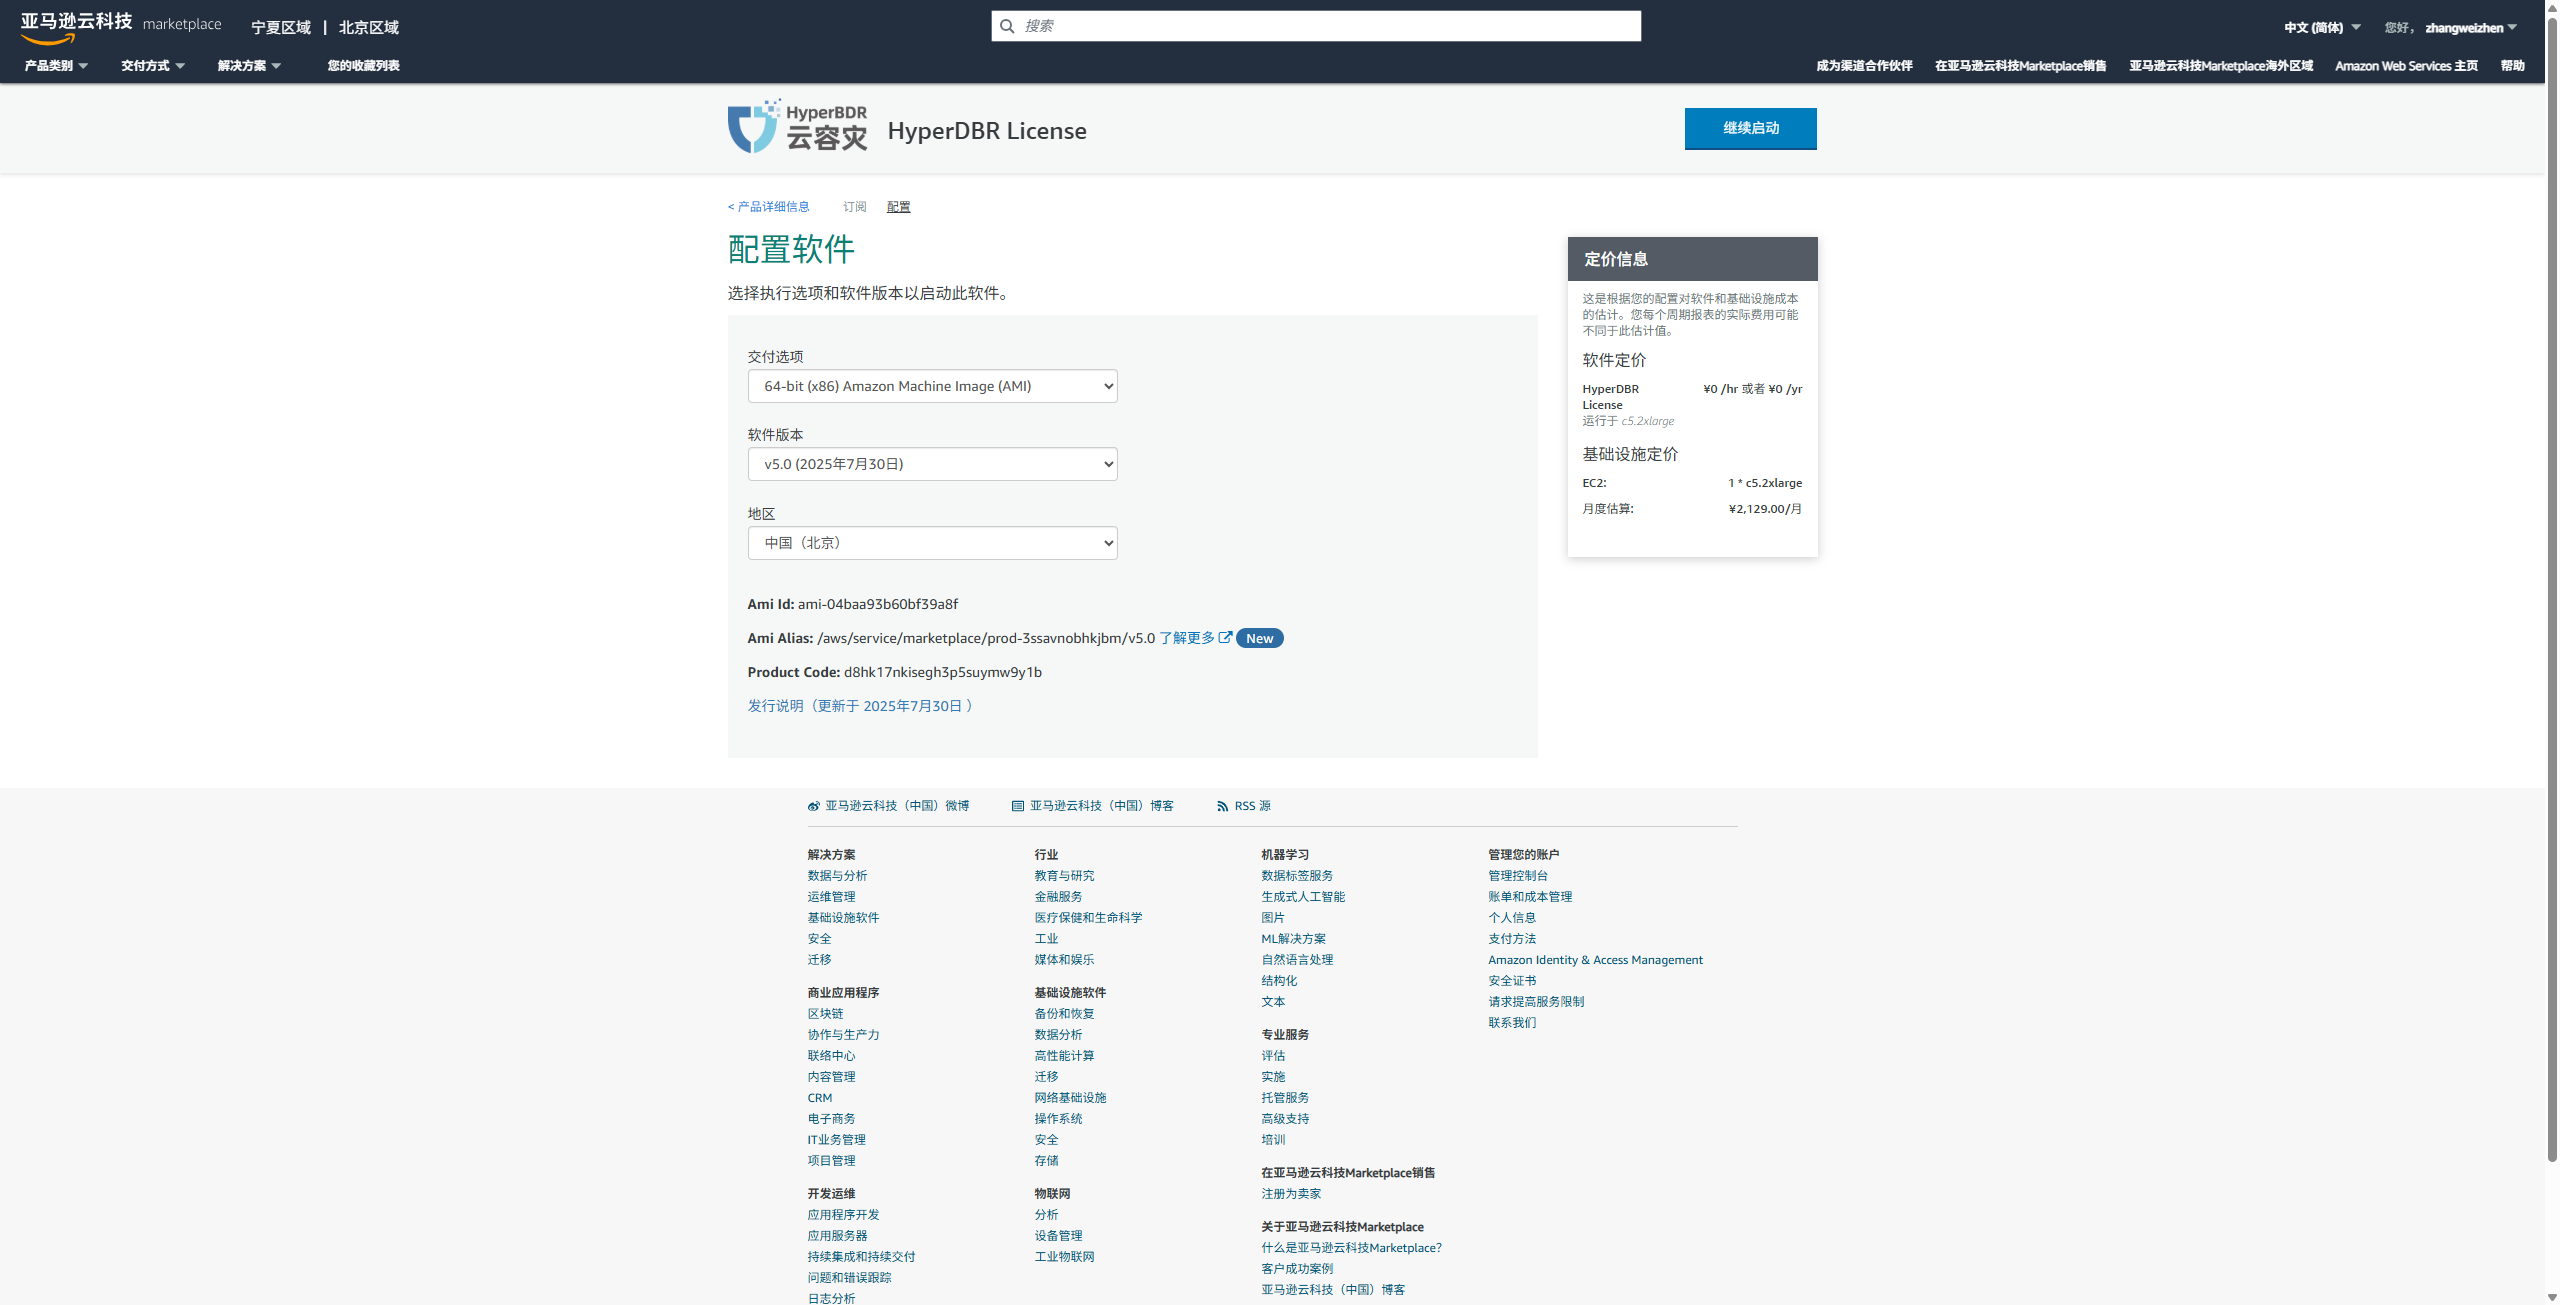 亚马逊云科技 marketplace 宁夏区域 | 北京区域 搜索 中文 (简体) 您好， zhangweizhen
产品类别 交付方式 解决方案 您的收藏列表 成为渠道合作伙伴 在亚马逊云科技Marketplace销售 亚马逊云科技Marketplace海外区域 Amazon Web Services 主页 帮助
HyperBDR
云容灾
HyperDBR License
继续启动
< 产品详细信息 订阅 配置
配置软件
选择执行选项和软件版本以启动此软件。
交付选项
64-bit (x86) Amazon Machine Image (AMI)
软件版本
v5.0 (2025年7月30日)
地区
中国（北京）
Ami Id: ami-04baa93b60bf39a8f
Ami Alias: /aws/service/marketplace/prod-3ssavnobhkjbm/v5.0 了解更多 New
Product Code: d8hk17nkisegh3p5suymw9y1b
发行说明（更新于 2025年7月30日 ）
定价信息
这是根据您的配置对软件和基础设施成本
的估计。您每个周期报表的实际费用可能
不同于此估计值。
软件定价
HyperDBR ¥0 /hr 或者 ¥0 /yr
License
运行于 c5.2xlarge
基础设施定价
EC2: 1 * c5.2xlarge
月度估算: ¥2,129.00/月
亚马逊云科技（中国）微博 亚马逊云科技（中国）博客 RSS 源
解决方案
数据与分析
运维管理
基础设施软件
安全
迁移
商业应用程序
区块链
协作与生产力
联络中心
内容管理
CRM
电子商务
IT业务管理
项目管理
开发运维
应用程序开发
应用服务器
持续集成和持续交付
问题和错误跟踪
日志分析
行业
教育与研究
金融服务
医疗保健和生命科学
工业
媒体和娱乐
基础设施软件
备份和恢复
数据分析
高性能计算
迁移
网络基础设施
操作系统
安全
存储
物联网
分析
设备管理
工业物联网
机器学习
数据标签服务
生成式人工智能
图片
ML解决方案
自然语言处理
结构化
文本
专业服务
评估
实施
托管服务
高级支持
培训
在亚马逊云科技Marketplace销售
注册为卖家
关于亚马逊云科技Marketplace
什么是亚马逊云科技Marketplace？
客户成功案例
亚马逊云科技（中国）博客
管理您的账户
管理控制台
账单和成本管理
个人信息
支付方法
Amazon Identity & Access Management
安全证书
请求提高服务限制
联系我们